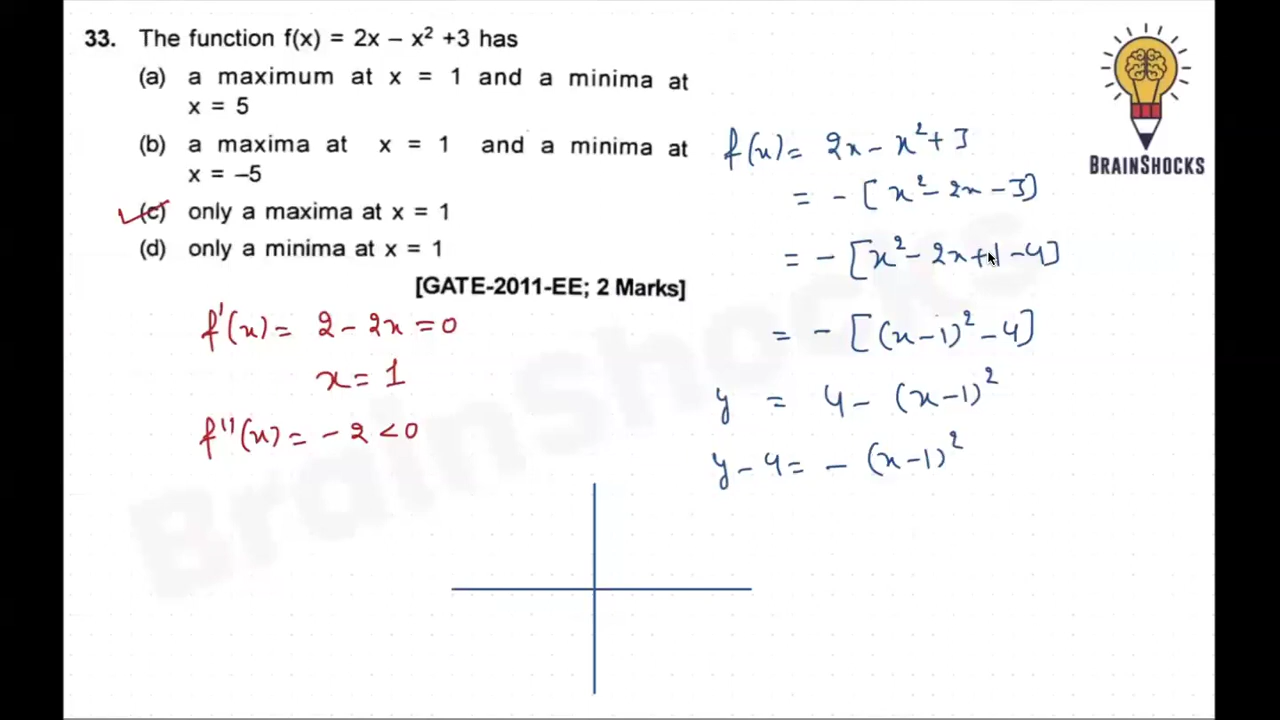 33. The function f(x) = 2x – x² +3 has
(a) a maximum at x = 1 and a minima at
x = 5
(b) a maxima at x = 1 and a minima at
x = –5
(c) only a maxima at x = 1
(d) only a minima at x = 1
[GATE-2011-EE; 2 Marks]
f'(x) = 2 - 2x = 0
x = 1
f''(x) = - 2 < 0
f(x) = 2x - x² + 3
= - [x² - 2x - 3]
= - [x² - 2x + 1 - 4]
= - [(x-1)² - 4]
y = 4 - (x-1)²
y - 4 = - (x-1)²
BRAINSHOCKS
BrainShocks